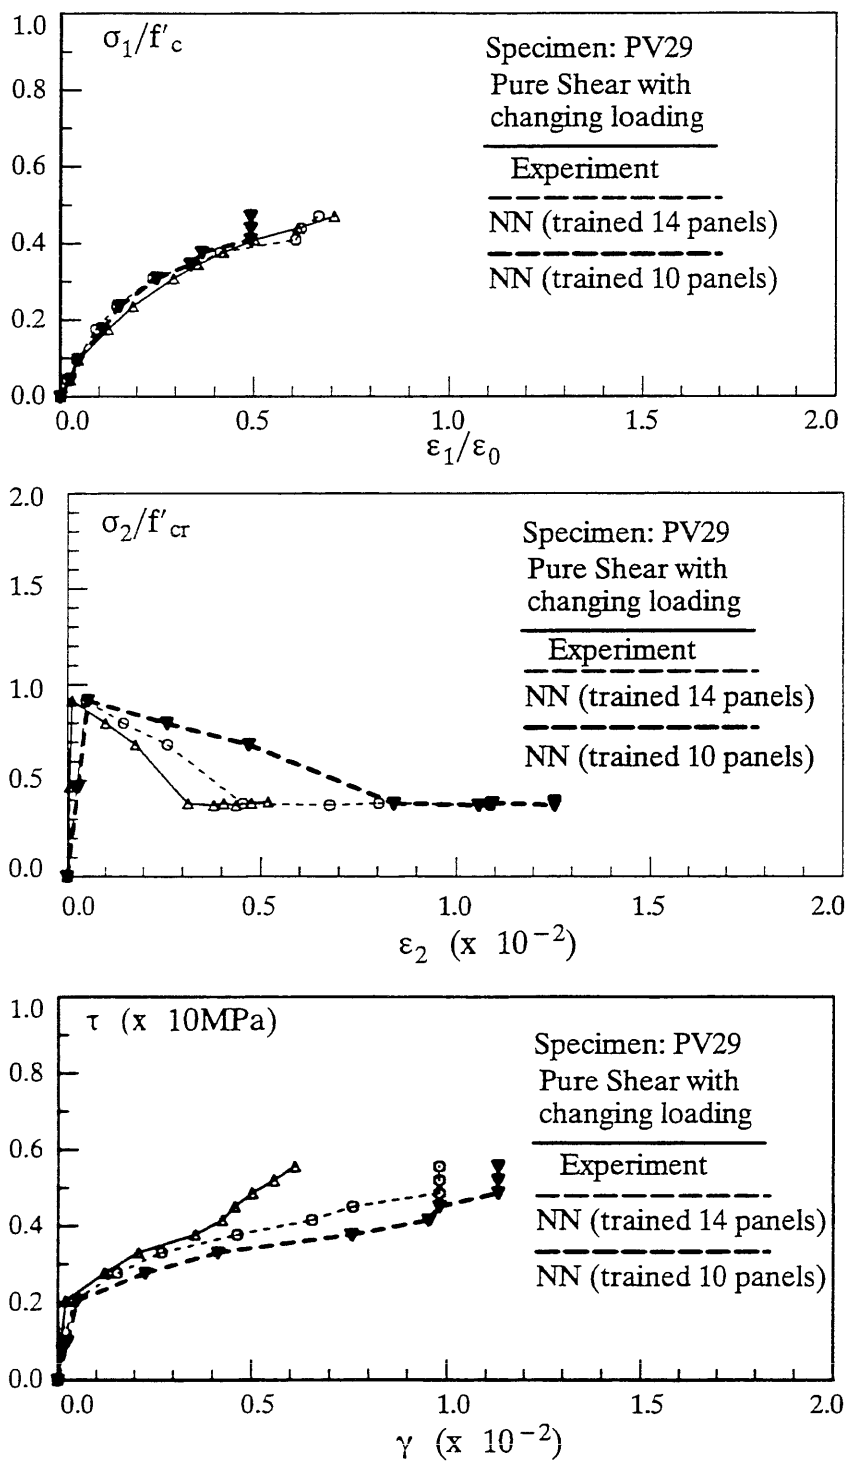 1.0
σ₁/f'c
Specimen: PV29
Pure Shear with
changing loading
Experiment
NN (trained 14 panels)
NN (trained 10 panels)
0.8
0.6
0.4
0.2
0.0
0.0 0.5 1.0 1.5 2.0
ε₁/ε₀
2.0
σ₂/f'cr
Specimen: PV29
Pure Shear with
changing loading
Experiment
NN (trained 14 panels)
NN (trained 10 panels)
1.5
1.0
0.5
0.0
0.0 0.5 1.0 1.5 2.0
ε₂ (x 10⁻²)
1.0
τ (x 10MPa)
Specimen: PV29
Pure Shear with
changing loading
Experiment
NN (trained 14 panels)
NN (trained 10 panels)
0.8
0.6
0.4
0.2
0.0
0.0 0.5 1.0 1.5 2.0
γ (x 10⁻²)